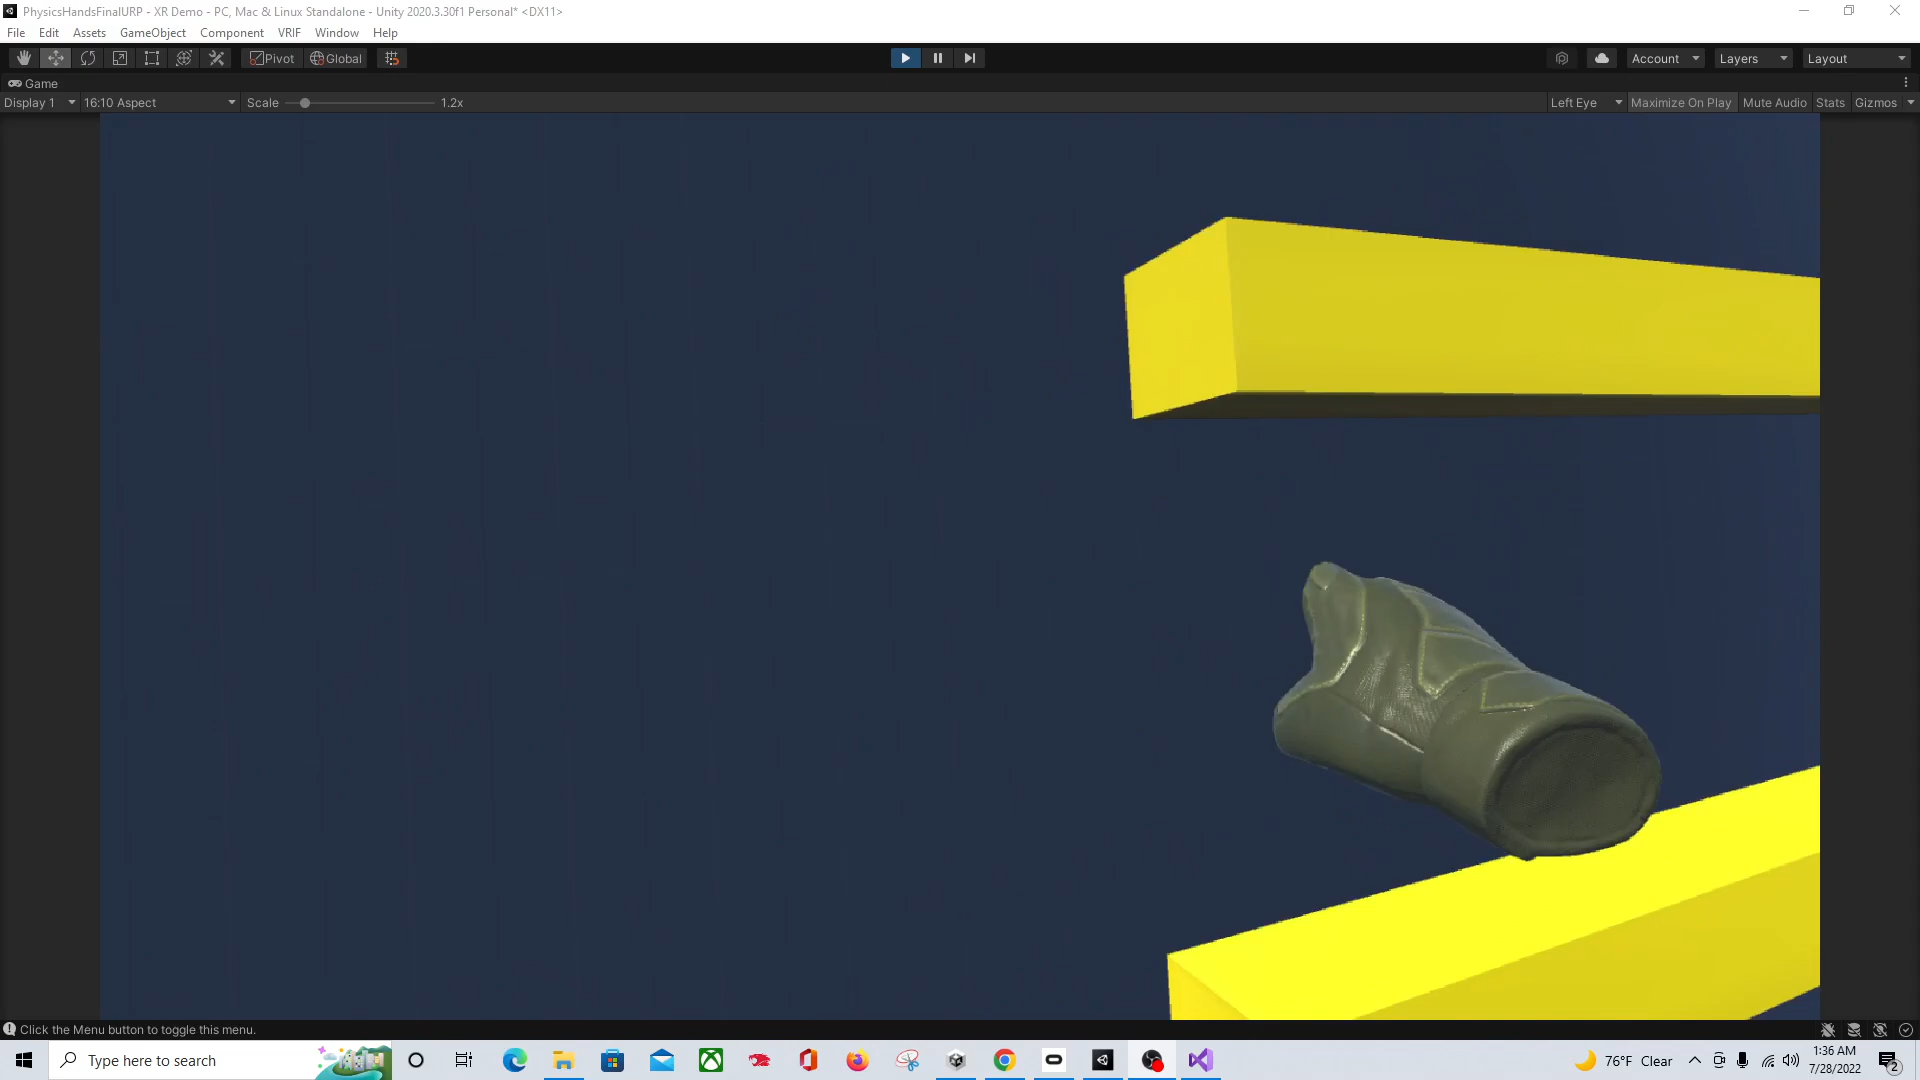 PhysicsHandsFinalURP - XR Demo - PC, Mac & Linux Standalone - Unity 2020.3.30f1 Personal* <DX11>
File Edit Assets GameObject Component VRIF Window Help
Pivot Global Account Layers Layout
Game
Display 1 16:10 Aspect Scale 1.2x Left Eye Maximize On Play Mute Audio Stats Gizmos
Click the Menu button to toggle this menu.
Type here to search
76°F Clear
1:36 AM
7/28/2022
2